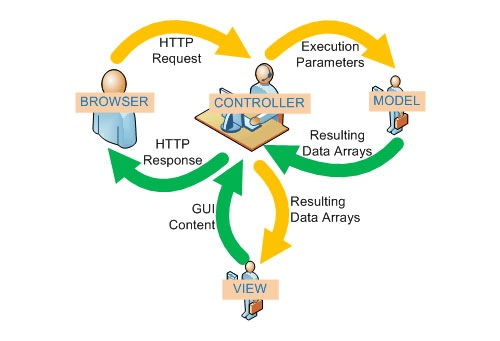 HTTP
Request
Execution
Parameters
BROWSER
CONTROLLER
MODEL
HTTP
Response
Resulting
Data Arrays
GUI
Content
Resulting
Data Arrays
VIEW